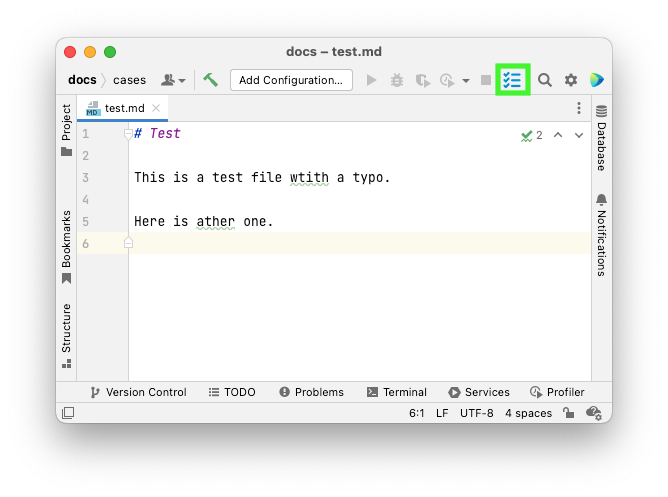 docs – test.md
docs cases Add Configuration...
test.md
Project
Bookmarks
Structure
1 # Test 2
2
3 This is a test file wtith a typo.
4
5 Here is ather one.
6
Database
Notifications
Version Control TODO Problems Terminal Services Profiler
6:1 LF UTF-8 4 spaces